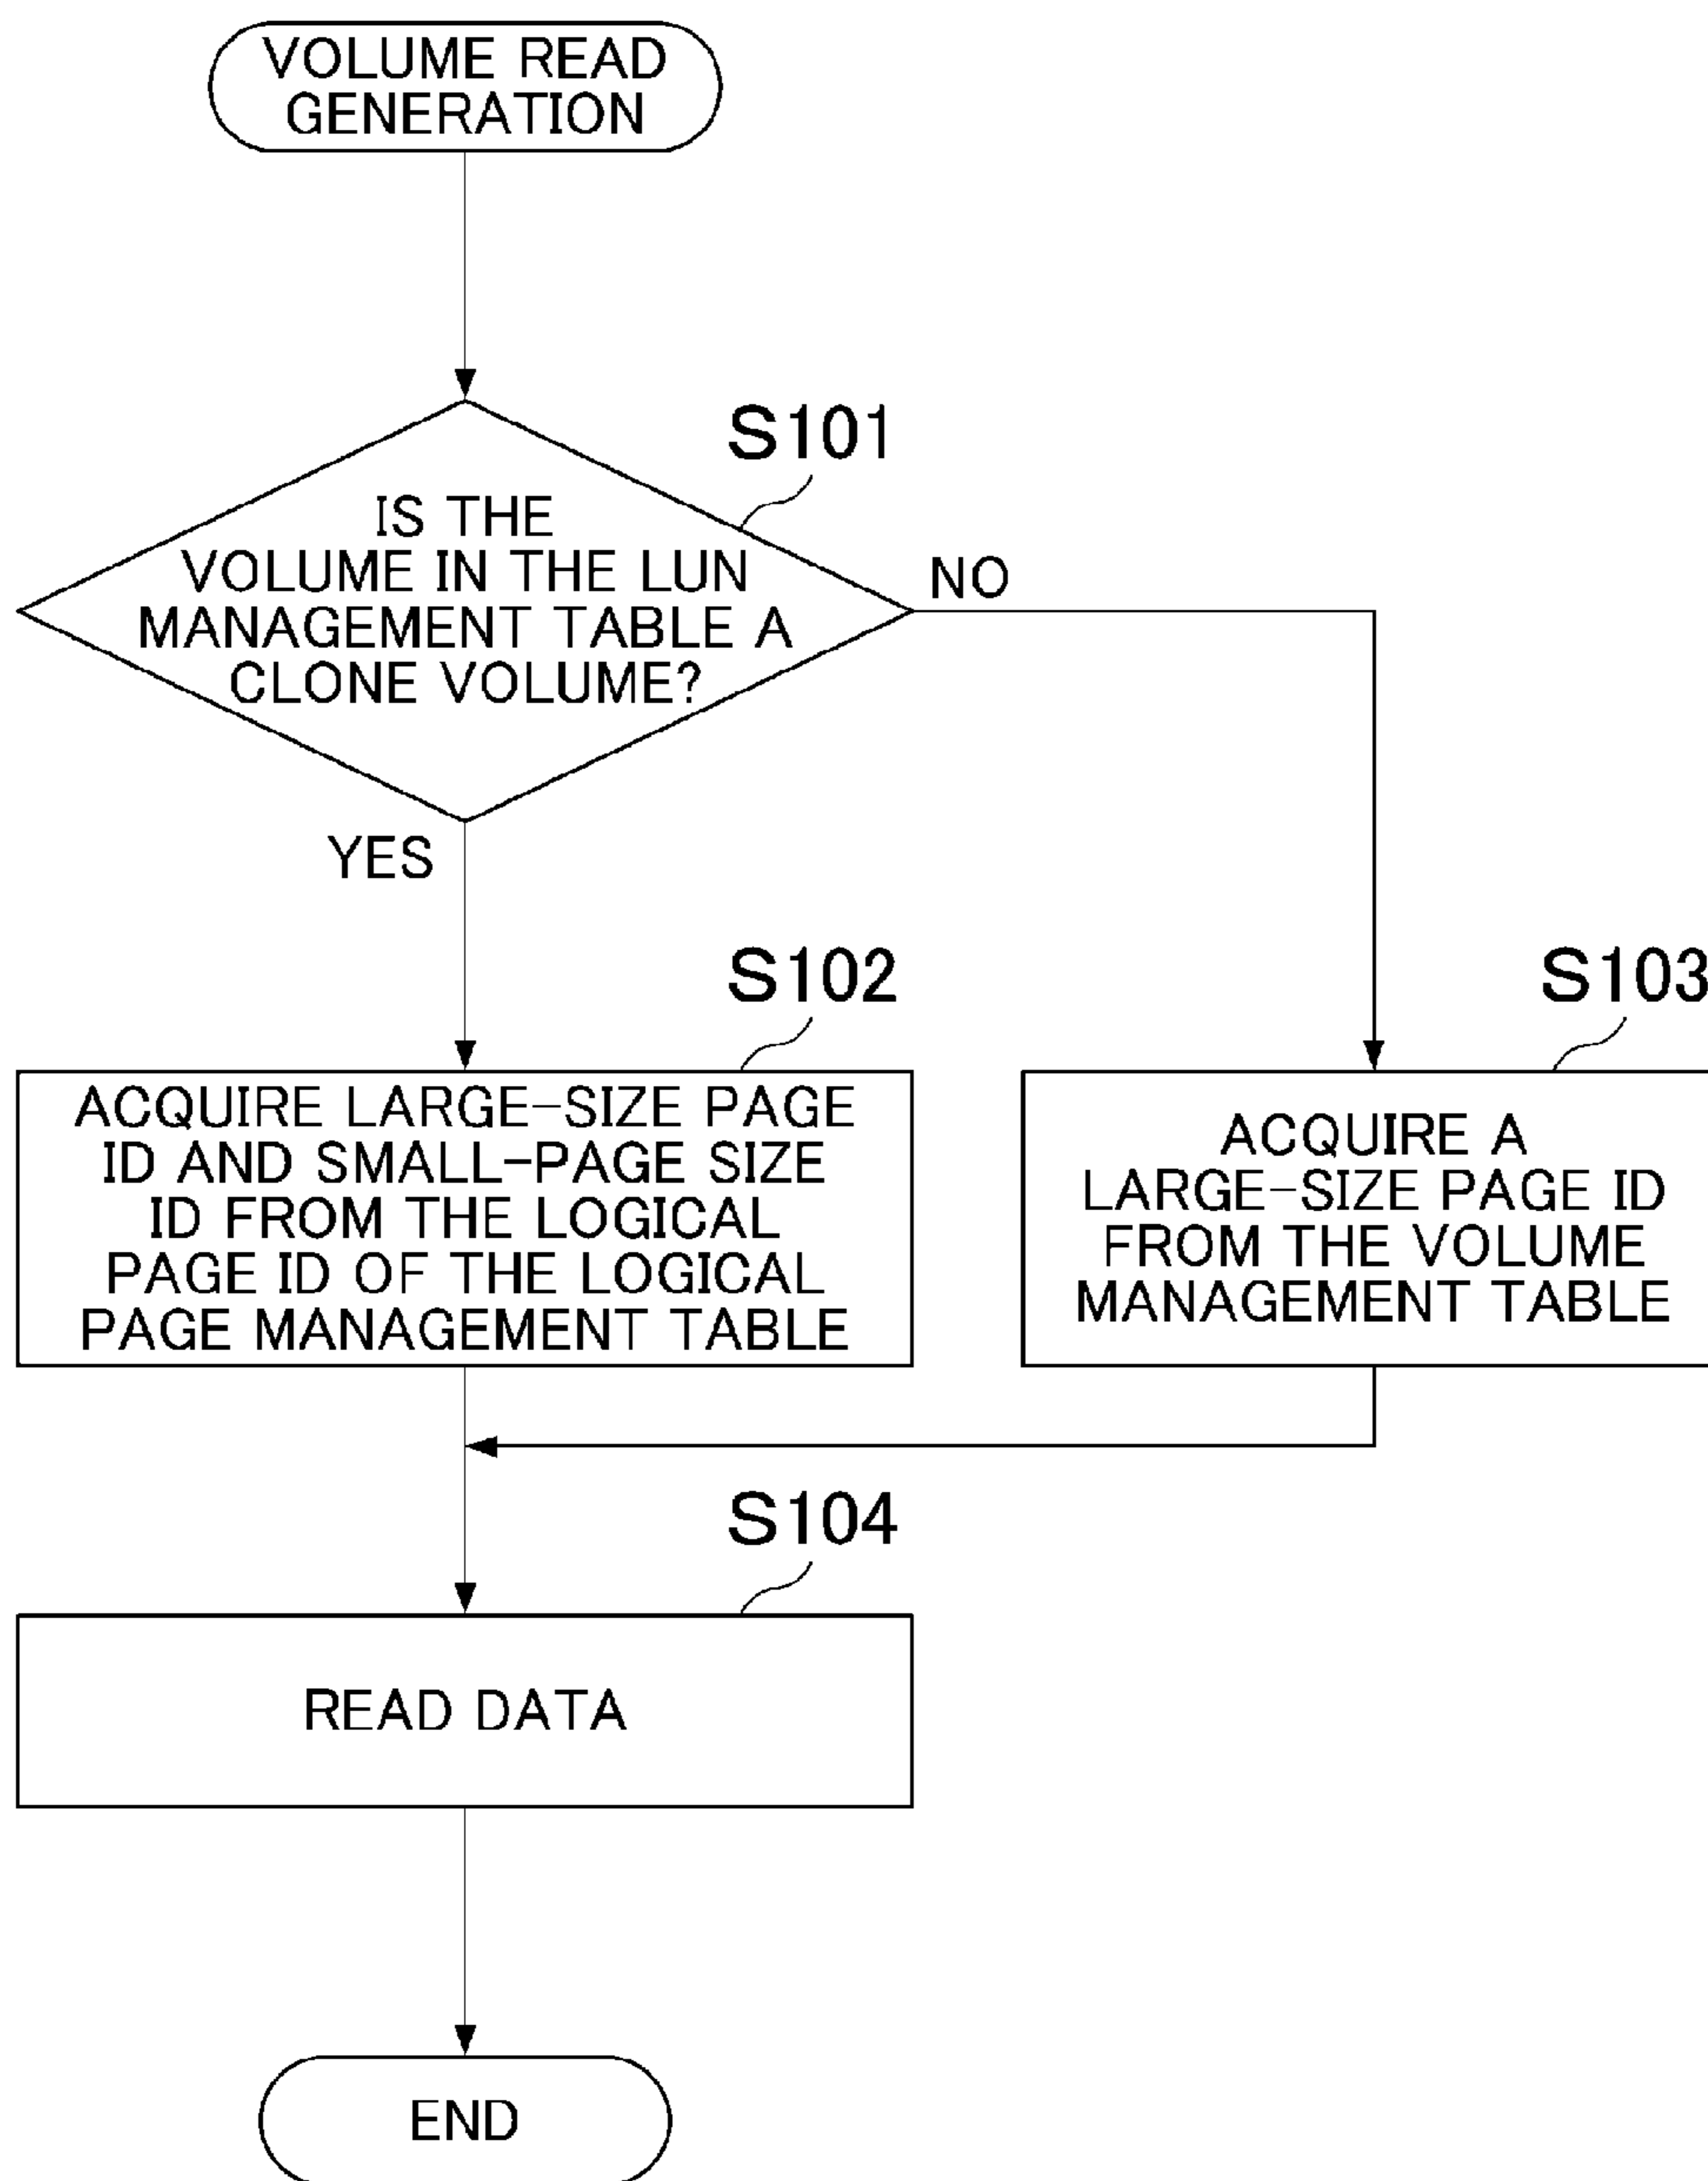 VOLUME READ
GENERATION
S101
IS THE
VOLUME IN THE LUN
MANAGEMENT TABLE A
CLONE VOLUME?
NO
YES
S102
ACQUIRE LARGE-SIZE PAGE
ID AND SMALL-PAGE SIZE
ID FROM THE LOGICAL
PAGE ID OF THE LOGICAL
PAGE MANAGEMENT TABLE
S103
ACQUIRE A
LARGE-SIZE PAGE ID
FROM THE VOLUME
MANAGEMENT TABLE
S104
READ DATA
END